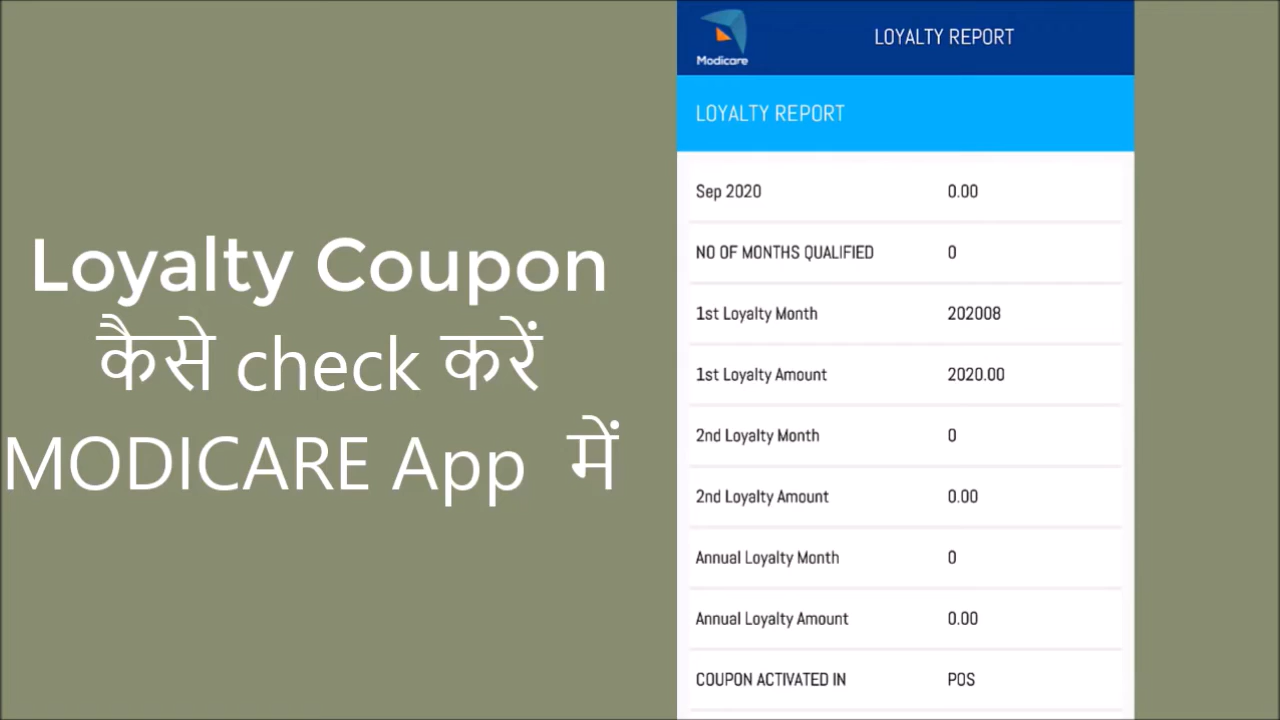 Loyalty Coupon
कैसे check करें
MODICARE App में
Modicare
LOYALTY REPORT
LOYALTY REPORT
Sep 2020 0.00
NO OF MONTHS QUALIFIED 0
1st Loyalty Month 202008
1st Loyalty Amount 2020.00
2nd Loyalty Month 0
2nd Loyalty Amount 0.00
Annual Loyalty Month 0
Annual Loyalty Amount 0.00
COUPON ACTIVATED IN POS